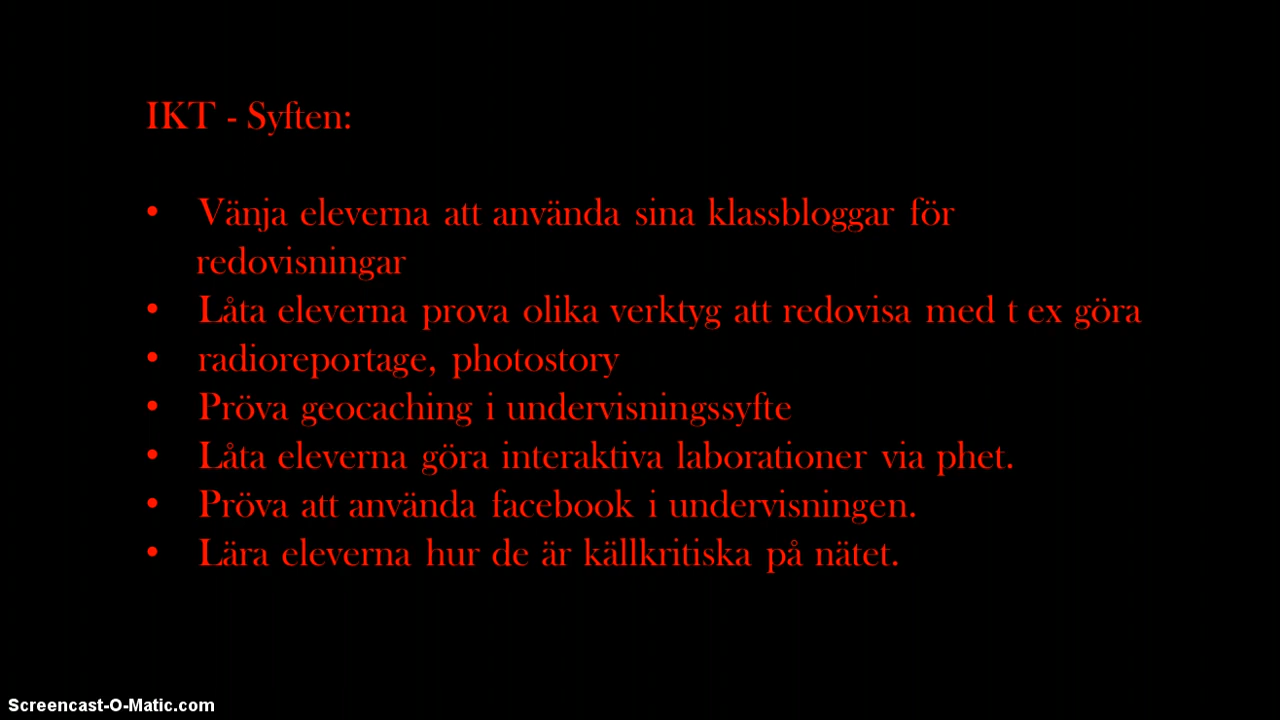 IKT - Syften:
• Vänja eleverna att använda sina klassbloggar för
redovisningar
• Låta eleverna prova olika verktyg att redovisa med t ex göra
• radioreportage, photostory
• Pröva geocaching i undervisningssyfte
• Låta eleverna göra interaktiva laborationer via phet.
• Pröva att använda facebook i undervisningen.
• Lära eleverna hur de är källkritiska på nätet.
Screencast-O-Matic.com